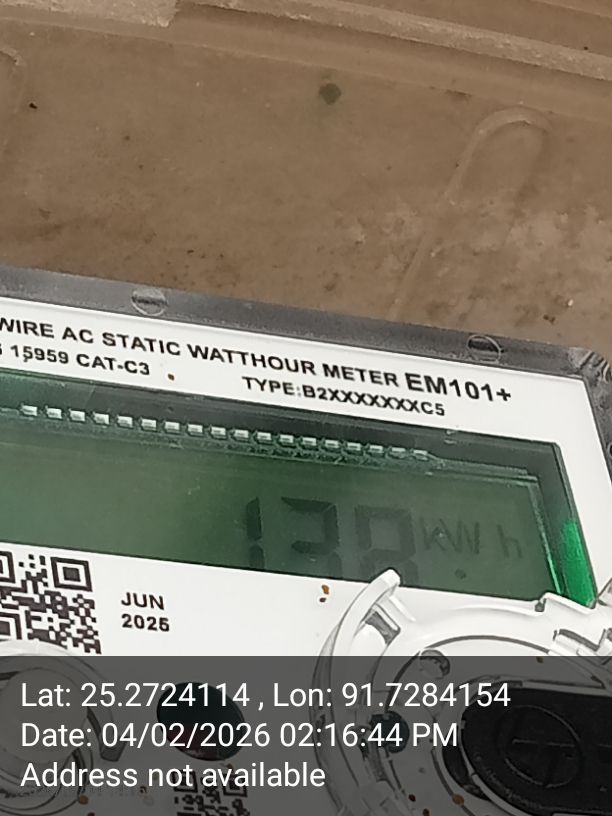 WIRE AC STATIC WATTHOUR METER EM101+
15959 CAT-C3
TYPE:B2XXXXXXXC5
138 kWh
JUN
2025
Lat: 25.2724114 , Lon: 91.7284154
Date: 04/02/2026 02:16:44 PM
Address not available